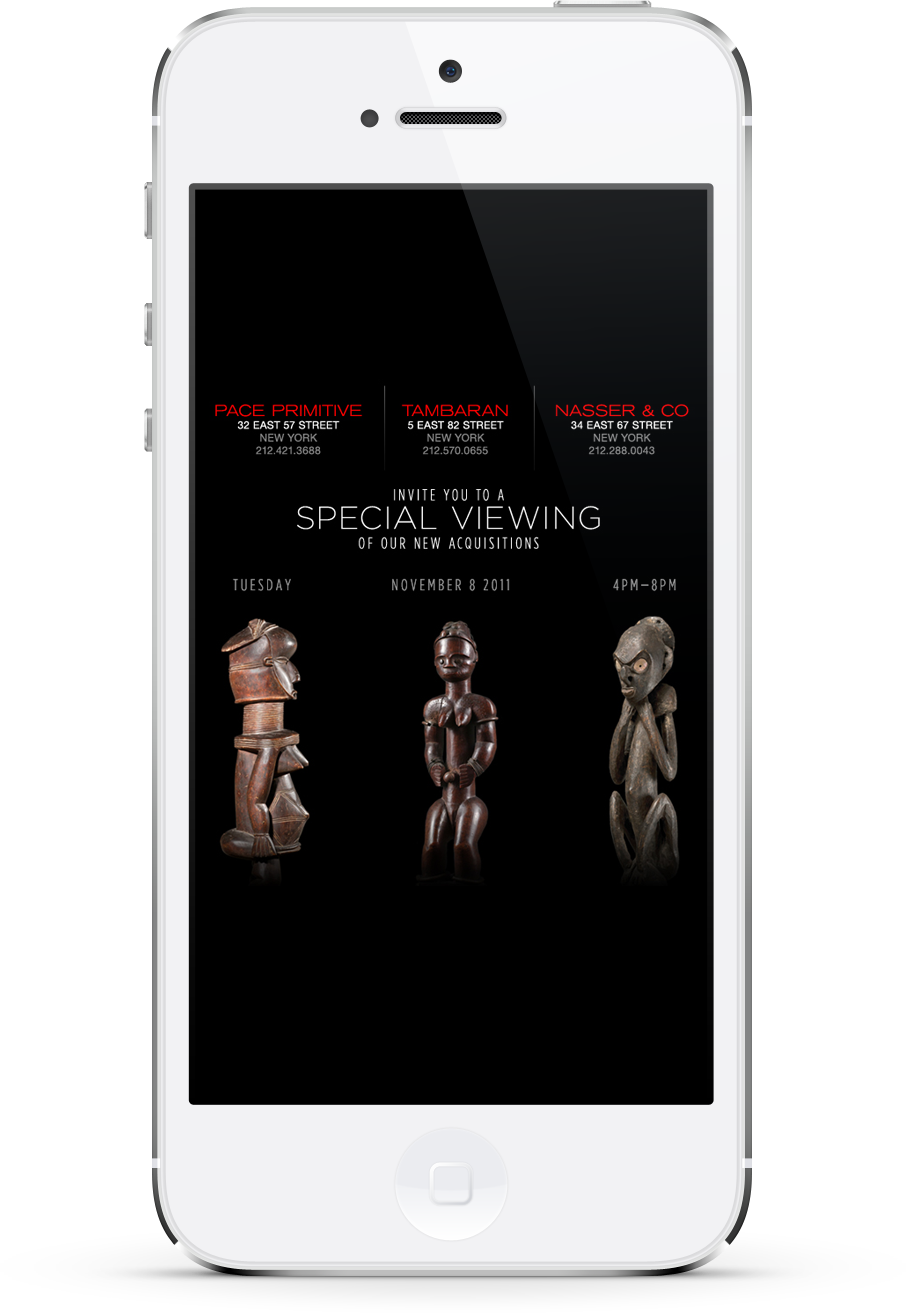 PACE PRIMITIVE
32 EAST 57 STREET
NEW YORK
212.421.3688
TAMBARAN
5 EAST 82 STREET
NEW YORK
212.570.0655
NASSER & CO
34 EAST 67 STREET
NEW YORK
212.288.0043
INVITE YOU TO A
SPECIAL VIEWING
OF OUR NEW ACQUISITIONS
TUESDAY NOVEMBER 8 2011 4PM–8PM